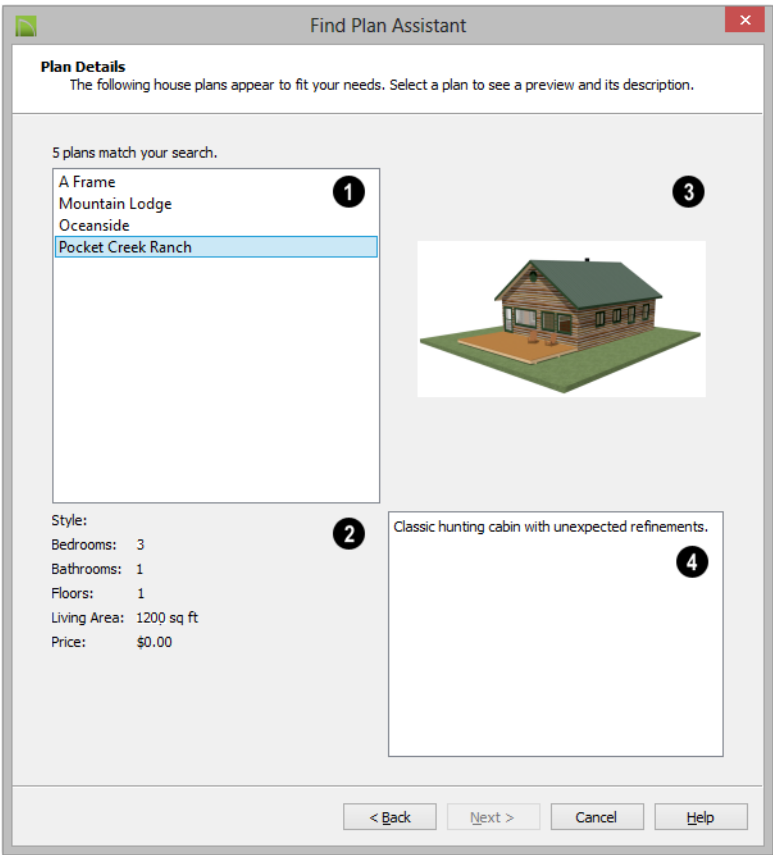 Find Plan Assistant
×
Plan Details
The following house plans appear to fit your needs. Select a plan to see a preview and its description.
5 plans match your search.
A Frame
Mountain Lodge
Oceanside
Pocket Creek Ranch
1
3
Style:
Bedrooms: 3
Bathrooms: 1
Floors: 1
Living Area: 1200 sq ft
Price: $0.00
2
Classic hunting cabin with unexpected refinements.
4
< Back
Next >
Cancel
Help